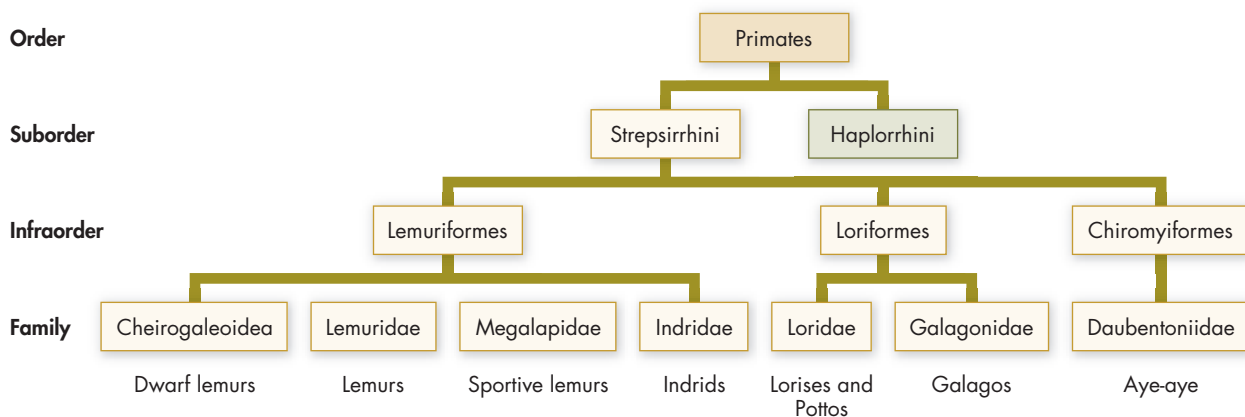 Order
Primates
Suborder
Strepsirrhini
Haplorrhini
Infraorder
Lemuriformes
Loriformes
Chiromyiformes
Family
Cheirogaleoidea
Lemuridae
Megalapidae
Indridae
Loridae
Galagonidae
Daubentoniidae
Dwarf lemurs
Lemurs
Sportive lemurs
Indrids
Lorises and
Pottos
Galagos
Aye-aye